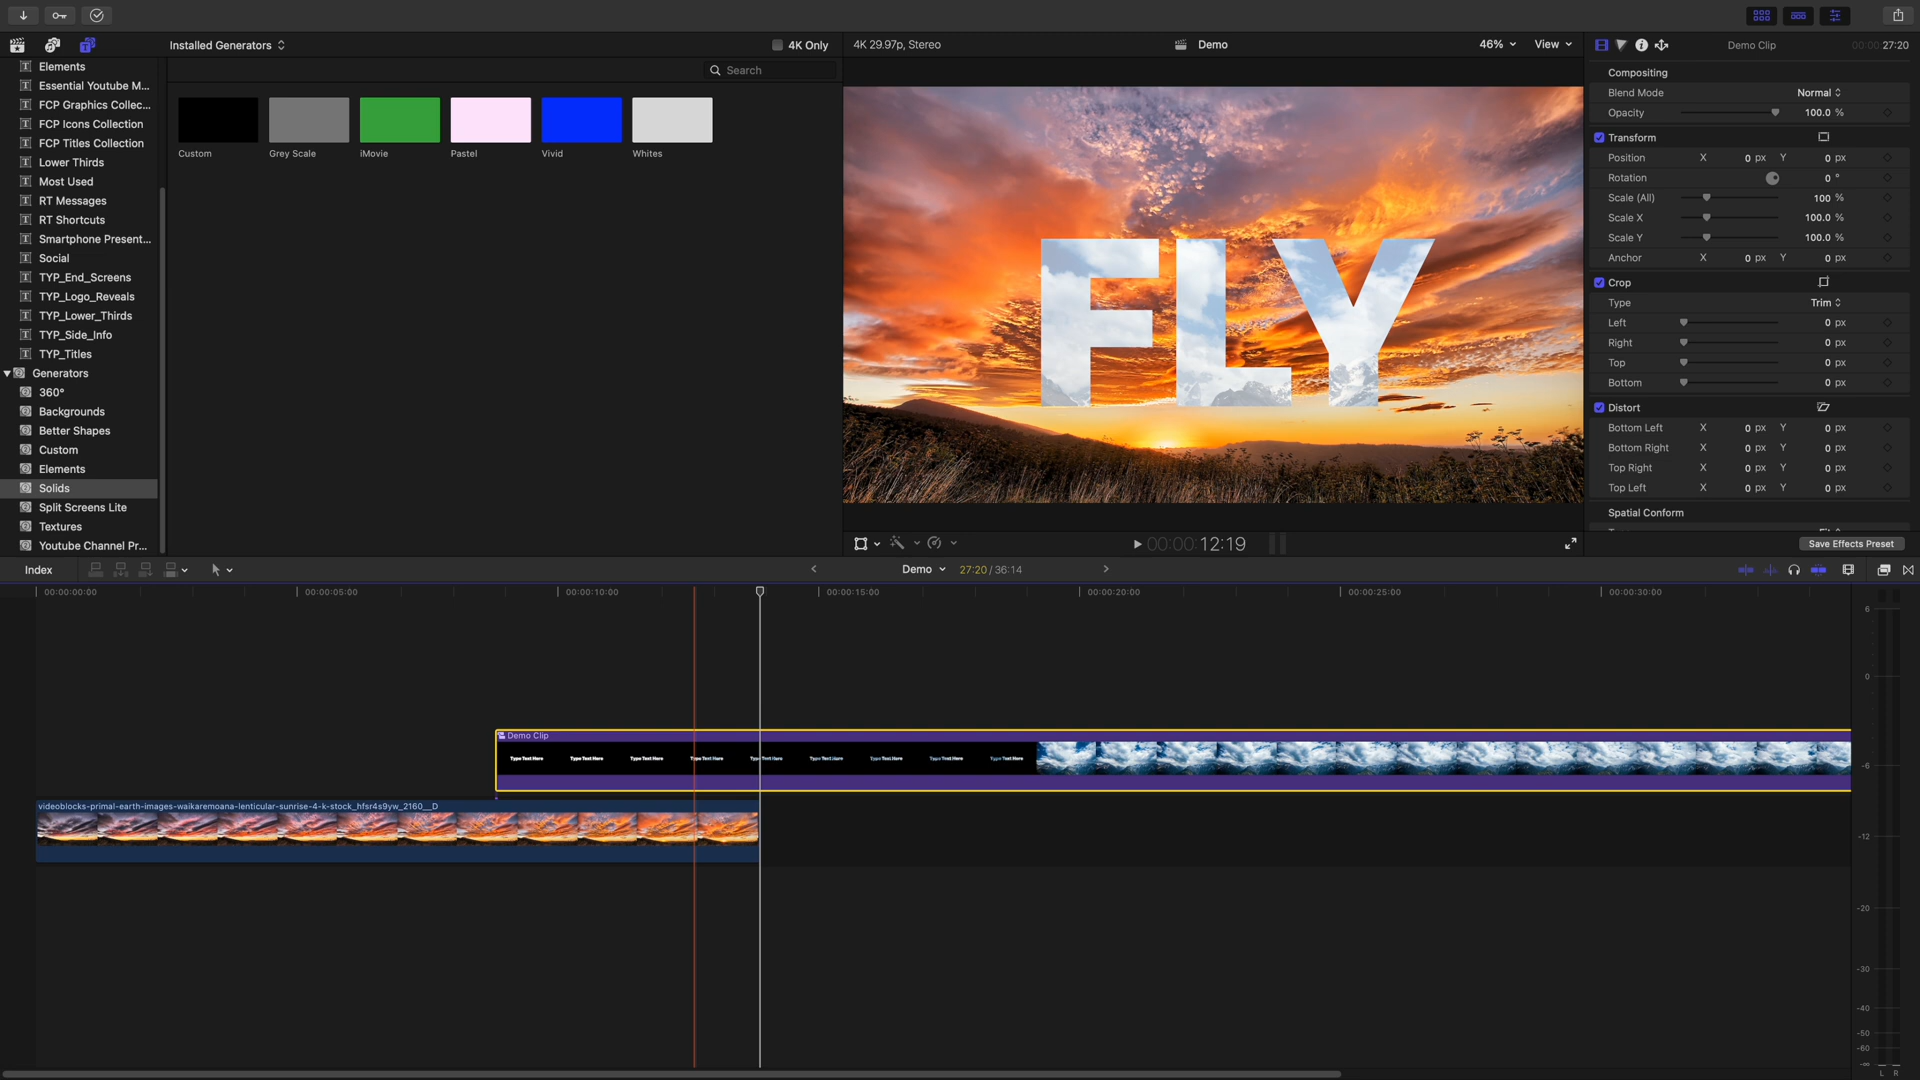 Installed Generators
4K Only
4K 29.97p, Stereo
Demo
46%
View
Demo Clip
00:00:27:20
Search
Elements
Essential Youtube M...
FCP Graphics Collec...
FCP Icons Collection
FCP Titles Collection
Lower Thirds
Most Used
RT Messages
RT Shortcuts
Smartphone Present...
Social
TYP_End_Screens
TYP_Logo_Reveals
TYP_Lower_Thirds
TYP_Side_Info
TYP_Titles
Generators
360°
Backgrounds
Better Shapes
Custom
Elements
Solids
Split Screens Lite
Textures
Youtube Channel Pr...
Custom
Grey Scale
iMovie
Pastel
Vivid
Whites
FLY
00:00:12:19
Compositing
Blend Mode Normal
Opacity 100.0 %
Transform
Position X 0 px Y 0 px
Rotation 0 °
Scale (All) 100 %
Scale X 100.0 %
Scale Y 100.0 %
Anchor X 0 px Y 0 px
Crop
Type Trim
Left 0 px
Right 0 px
Top 0 px
Bottom 0 px
Distort
Bottom Left X 0 px Y 0 px
Bottom Right X 0 px Y 0 px
Top Right X 0 px Y 0 px
Top Left X 0 px Y 0 px
Spatial Conform
Save Effects Preset
Index
Demo
27:20 / 36:14
00:00:00:00
00:00:05:00
00:00:10:00
00:00:15:00
00:00:20:00
00:00:25:00
00:00:30:00
Demo Clip
Type Text Here Type Text Here Type Text Here Type Text Here Type Text Here Type Text Here Type Text Here Type Text Here Type Text Here
videoblocks-primal-earth-images-waikaremoana-lenticular-sunrise-4-k-stock_hfsr4s9yw_2160__D
6
0
-6
-12
-20
-30
-40
-50
-60
-∞
L R